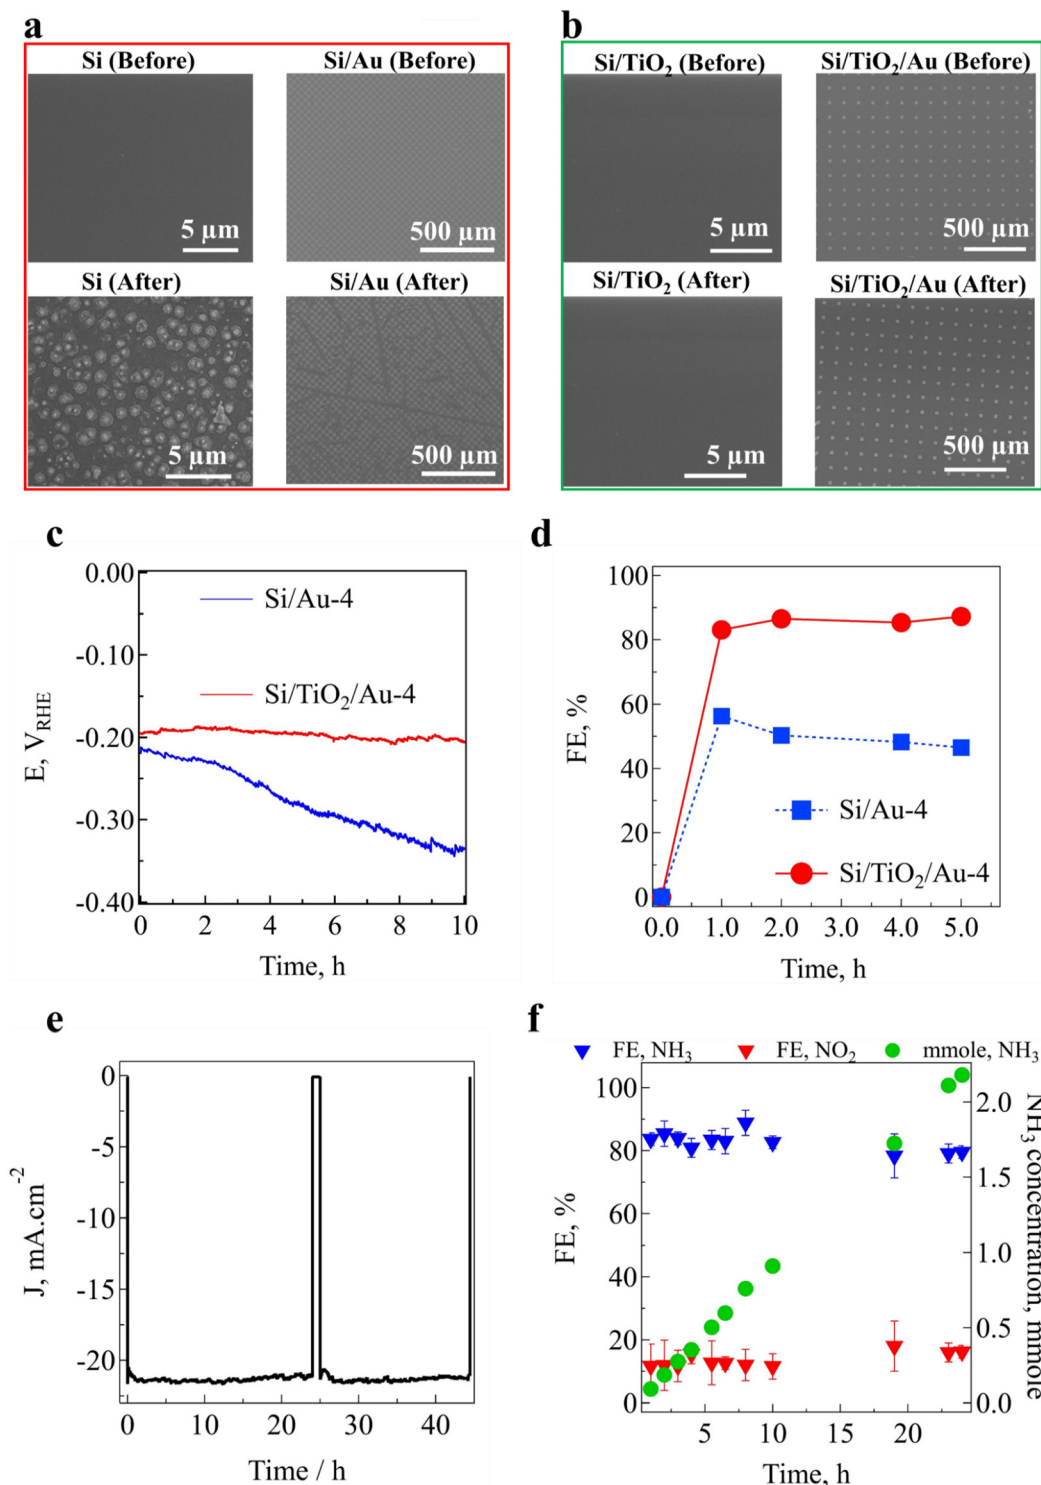 a
b
Si (Before)
Si/Au (Before)
Si/TiO₂ (Before)
Si/TiO₂/Au (Before)
5 µm
500 µm
5 µm
500 µm
Si (After)
Si/Au (After)
Si/TiO₂ (After)
Si/TiO₂/Au (After)
5 µm
500 µm
5 µm
500 µm
c
0.00
-0.10
-0.20
-0.30
-0.40
E, V_RHE
Si/Au-4
Si/TiO₂/Au-4
0 2 4 6 8 10
Time, h
d
100
80
60
40
20
0
FE, %
Si/Au-4
Si/TiO₂/Au-4
0.0 1.0 2.0 3.0 4.0 5.0
Time, h
e
0
-5
-10
-15
-20
J, mA.cm⁻²
0 10 20 30 40
Time / h
f
FE, NH₃ FE, NO₂ mmole, NH₃
100
80
60
40
20
0
FE, %
2.0
1.5
1.0
0.5
0.0
NH₃ concentration, mmole
5 10 20
Time, h